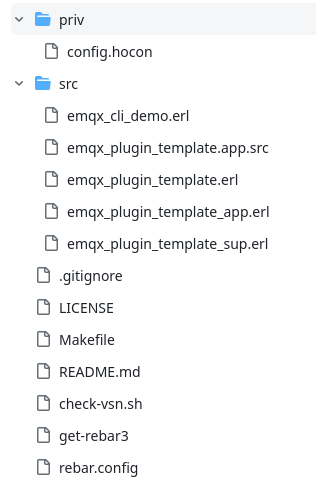 priv
config.hocon
src
emqx_cli_demo.erl
emqx_plugin_template.app.src
emqx_plugin_template.erl
emqx_plugin_template_app.erl
emqx_plugin_template_sup.erl
.gitignore
LICENSE
Makefile
README.md
check-vsn.sh
get-rebar3
rebar.config